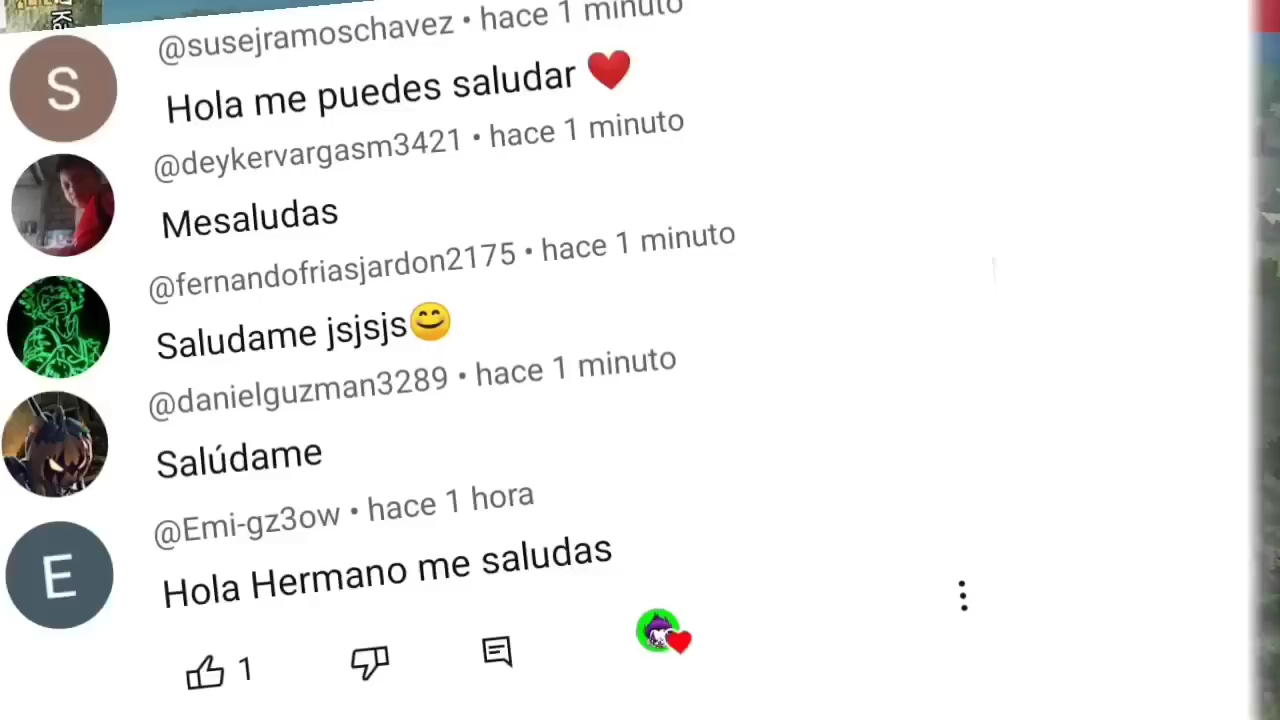 @susejramoschavez • hace 1 minuto
Hola me puedes saludar ❤️
@deykervargasm3421 • hace 1 minuto
Mesaludas
@fernandofriasjardon2175 • hace 1 minuto
Saludame jsjsjs😊
@danielguzman3289 • hace 1 minuto
Salúdame
@Emi-gz3ow • hace 1 hora
Hola Hermano me saludas
1
S
E